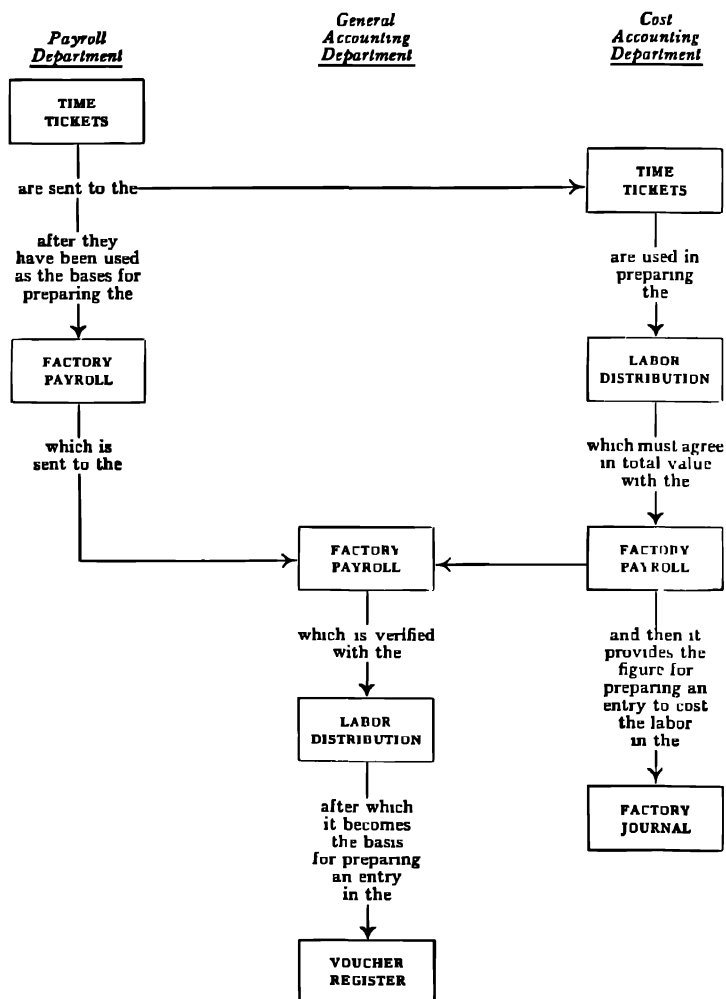 Payroll
Department
General
Accounting
Department
Cost
Accounting
Department
TIME
TICKETS
are sent to the
after they
have been used
as the bases for
preparing the
FACTORY
PAYROLL
which is
sent to the
TIME
TICKETS
are used in
preparing
the
LABOR
DISTRIBUTION
which must agree
in total value
with the
FACTORY
PAYROLL
and then it
provides the
figure for
preparing an
entry to cost
the labor
in the
FACTORY
JOURNAL
FACTORY
PAYROLL
which is verified
with the
LABOR
DISTRIBUTION
after which
it becomes
the basis
for preparing
an entry
in the
VOUCHER
REGISTER